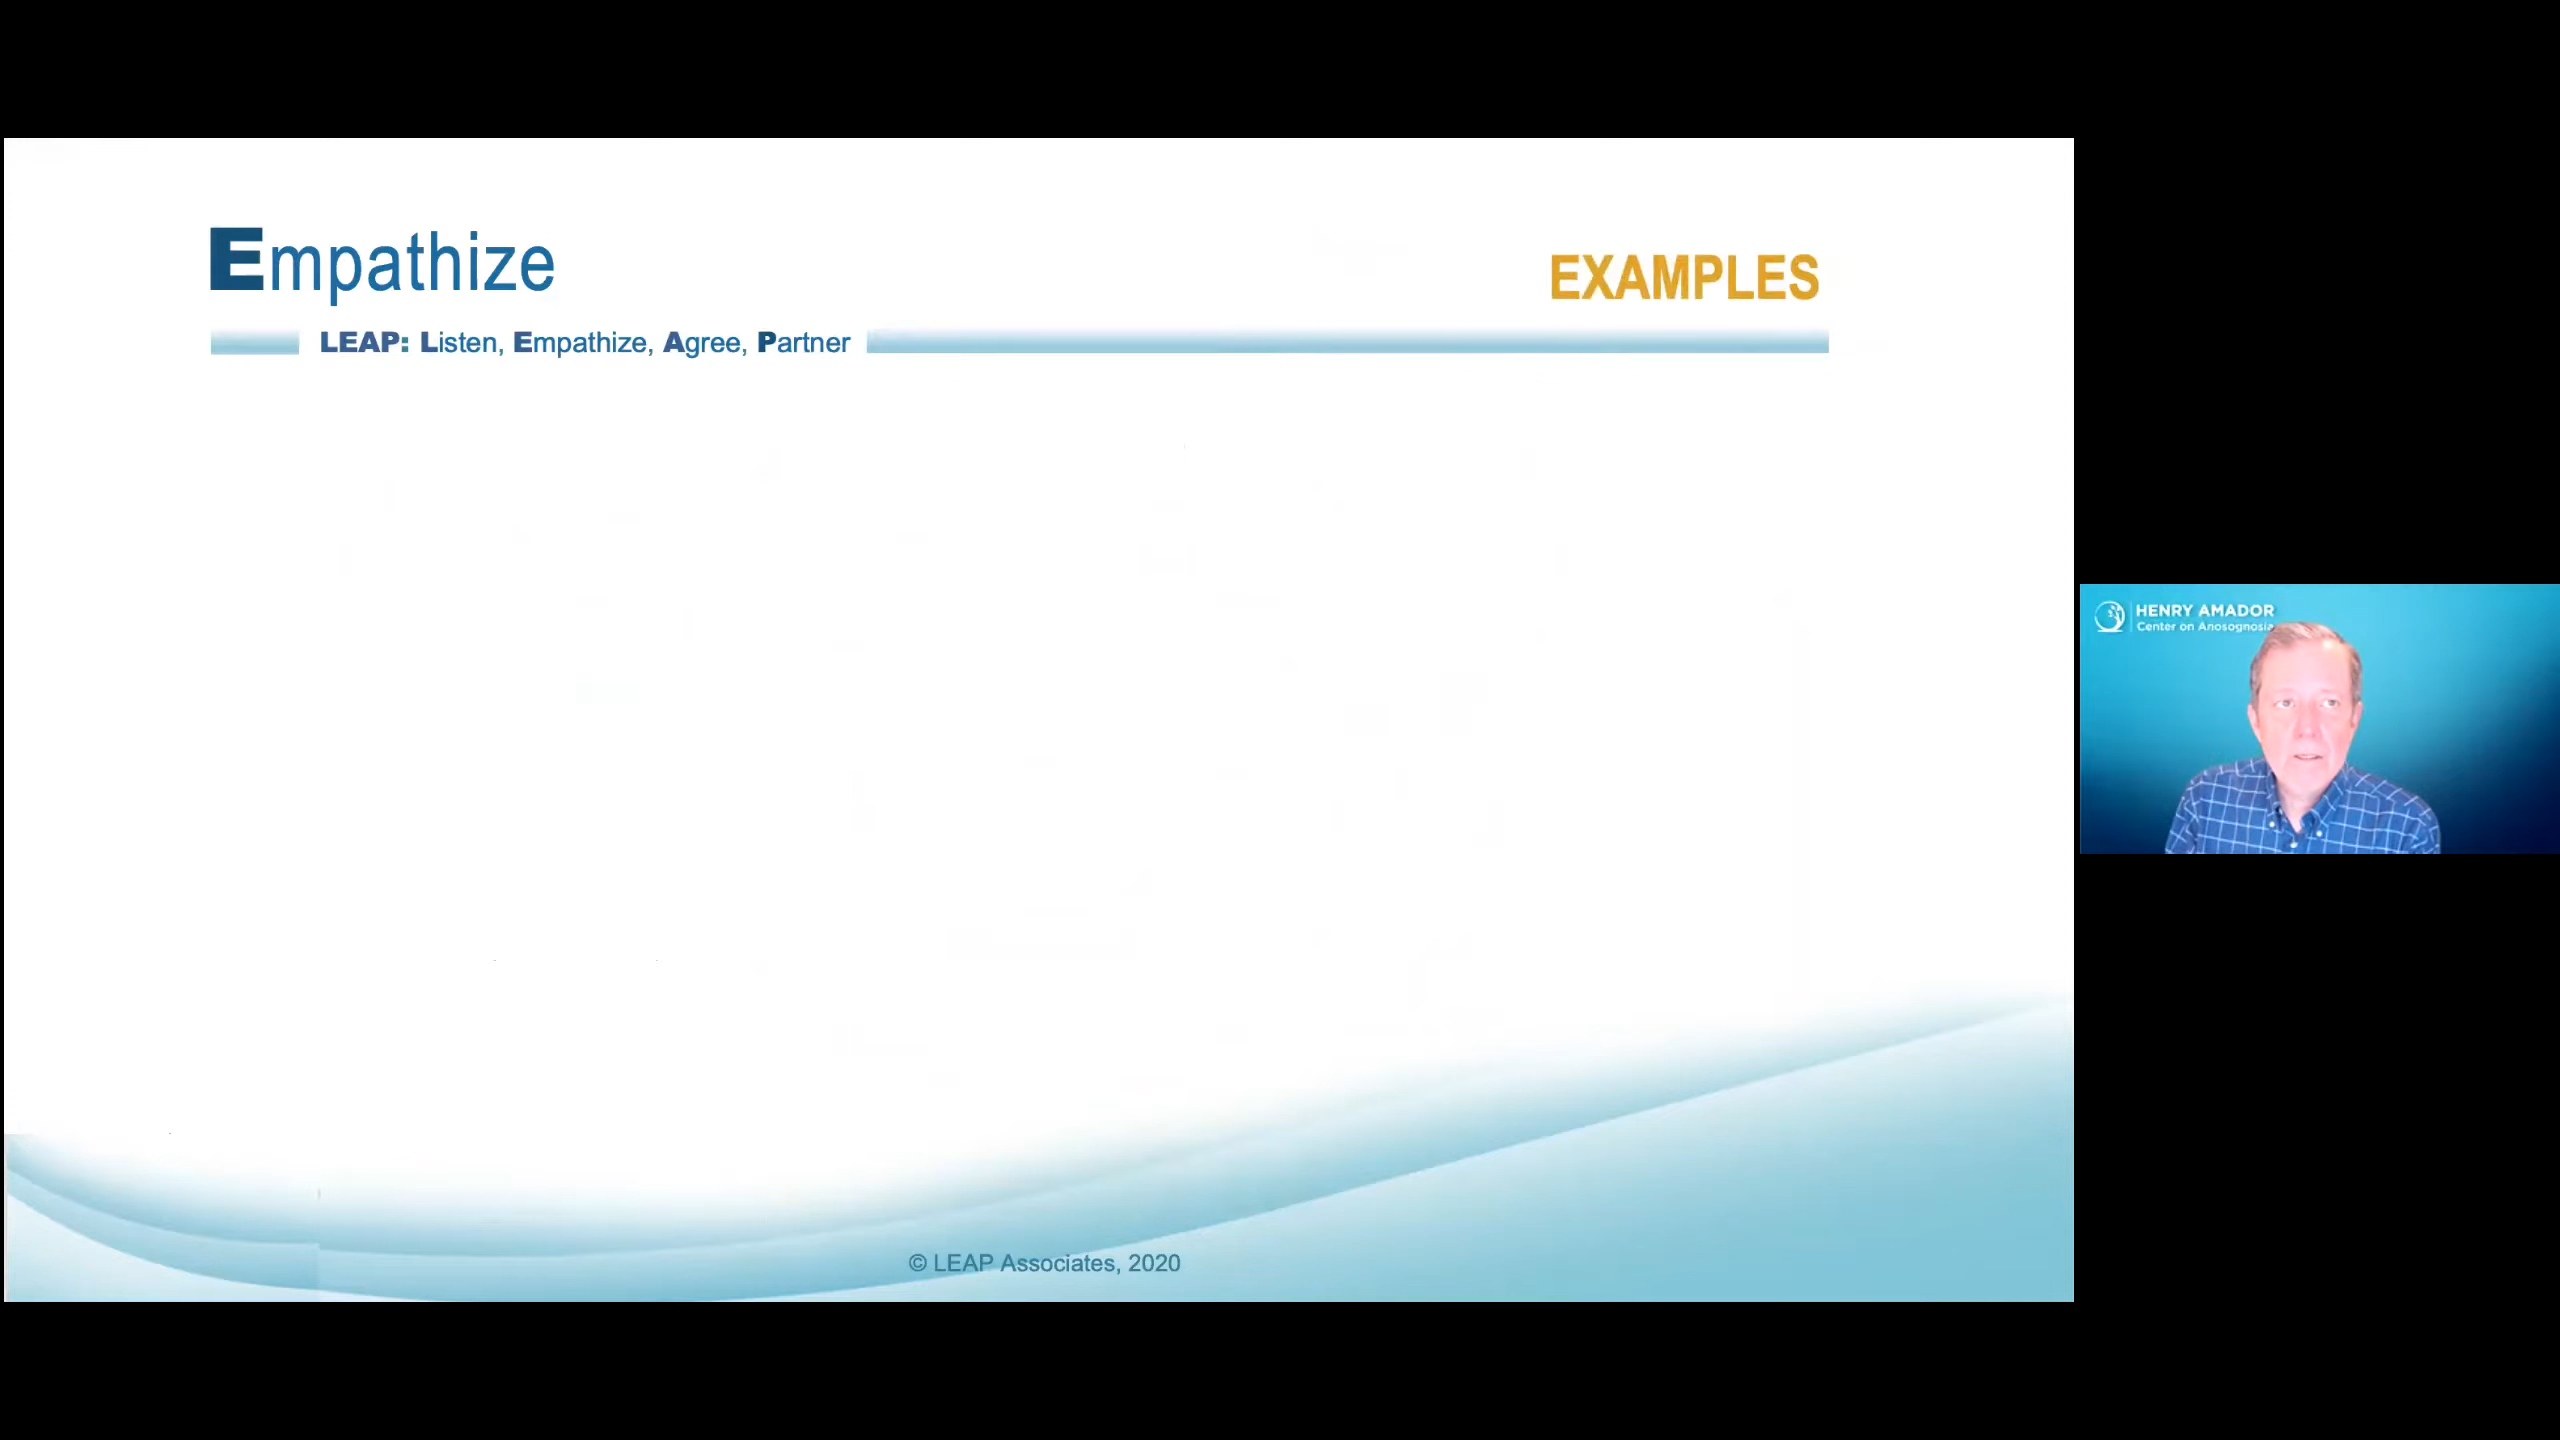 Empathize
EXAMPLES
LEAP: Listen, Empathize, Agree, Partner
HENRY AMADOR
Center on Anosognosia
© LEAP Associates, 2020